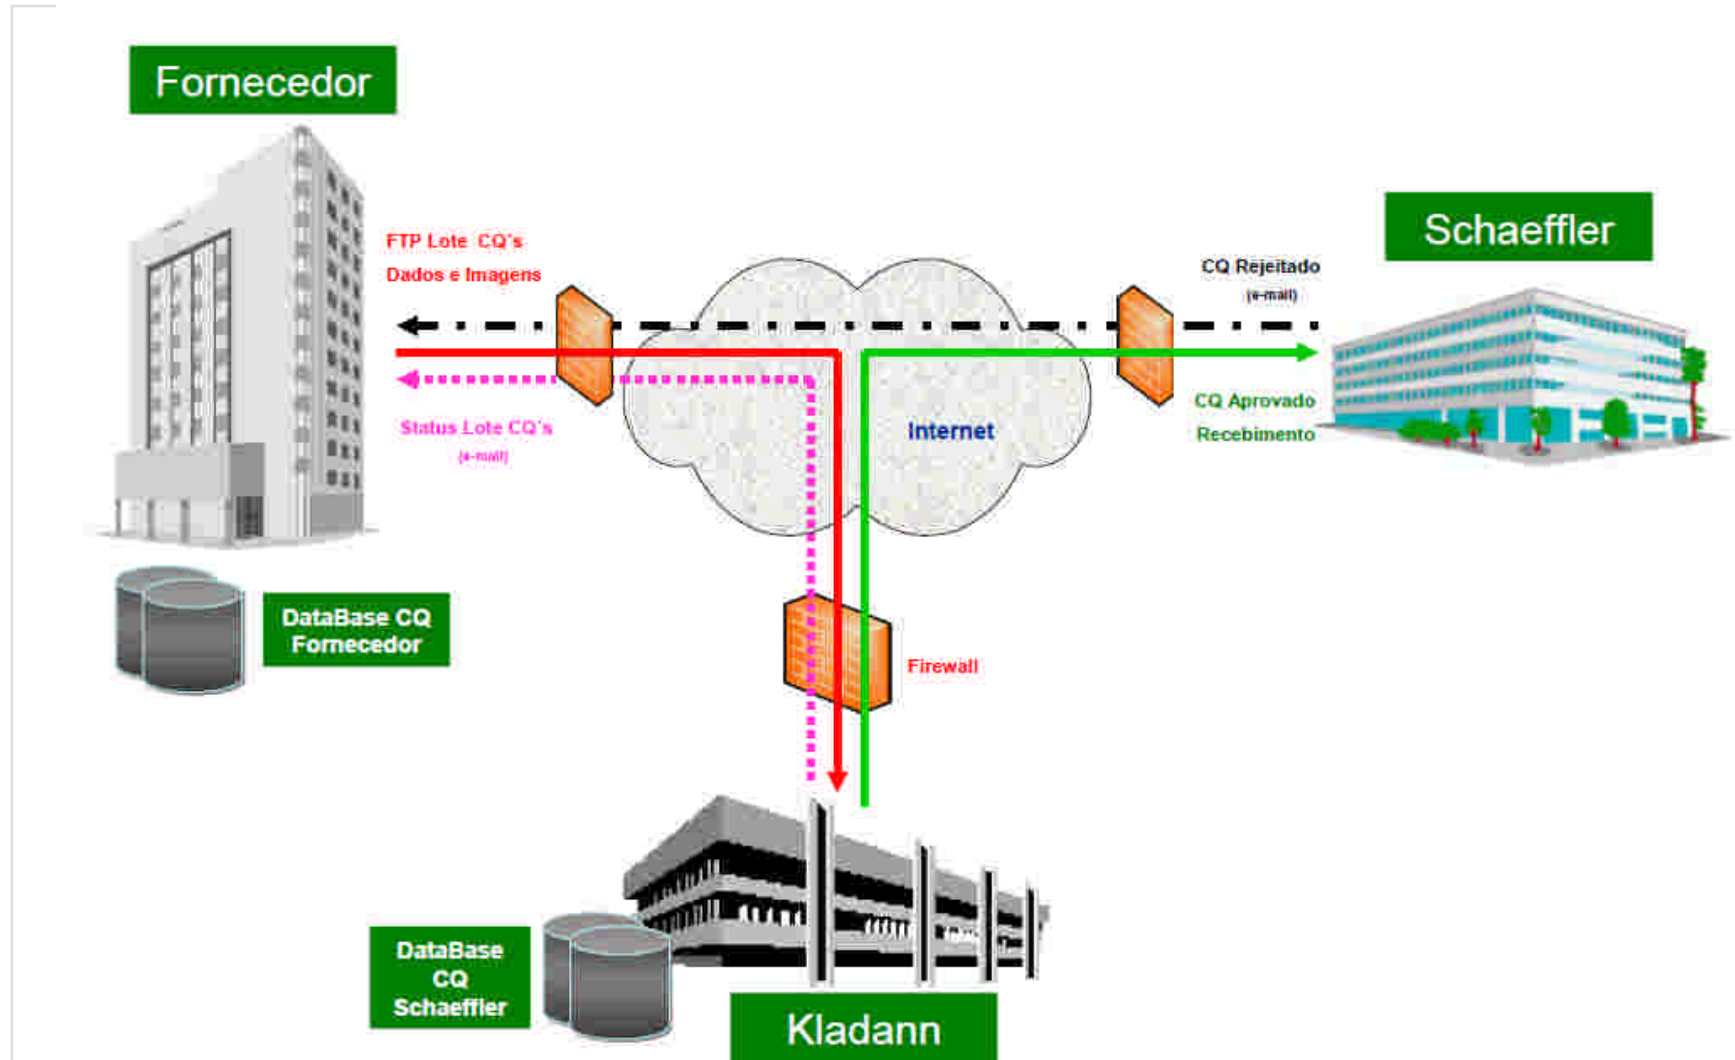 Fornecedor
Schaeffler
FTP Lote CQ's
Dados e Imagens
CQ Rejeitado
(e-mail)
Status Lote CQ's
(e-mail)
Internet
CQ Aprovado
Recebimento
DataBase CQ
Fornecedor
Firewall
DataBase
CQ
Schaeffler
Kladann